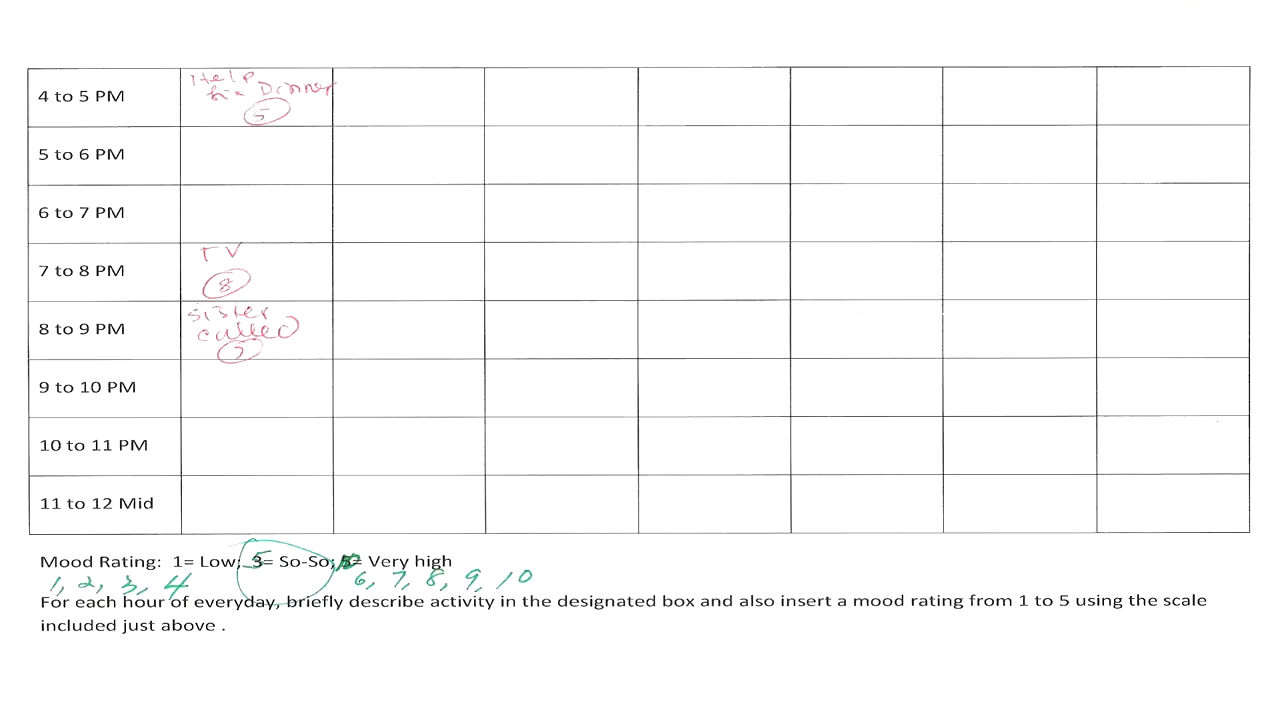 4 to 5 PM
Help
fix Dinner
5
5 to 6 PM
6 to 7 PM
7 to 8 PM
TV
8
8 to 9 PM
sister
called
7
9 to 10 PM
10 to 11 PM
11 to 12 Mid
Mood Rating: 1= Low; 5= So-So; 10= Very high
1, 2, 3, 4 6, 7, 8, 9, 10
For each hour of everyday, briefly describe activity in the designated box and also insert a mood rating from 1 to 5 using the scale
included just above .